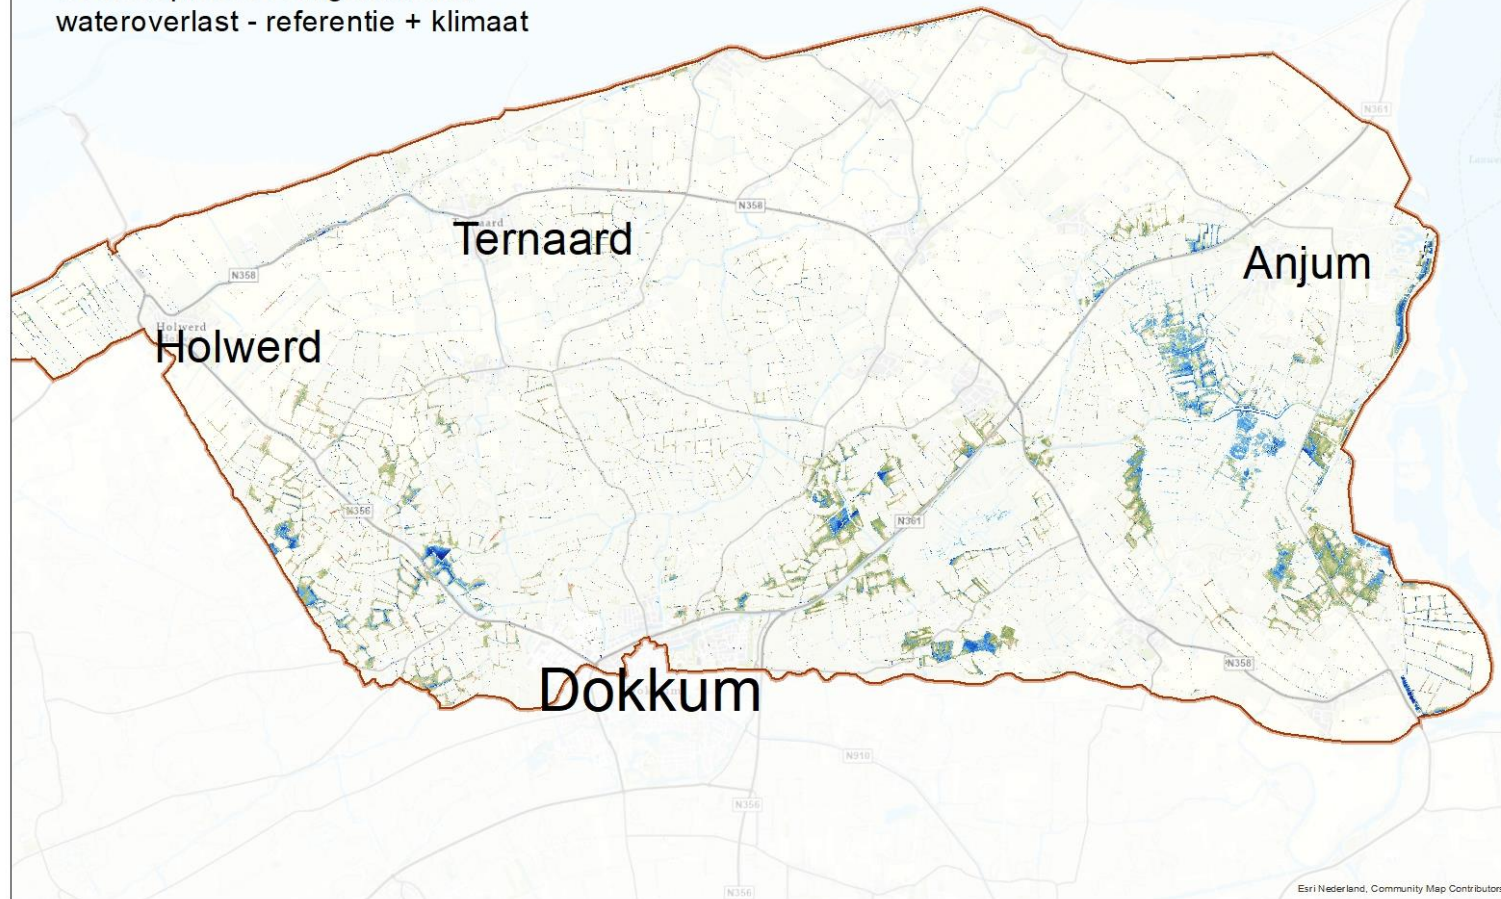 wateroverlast - referentie + klimaat
N361
N358
Ternaard
Anjum
N358
Holwerd
Holwerd
N356
N361
N358
Dokkum
N910
N356
N356
Esri Nederland, Community Map Contributors